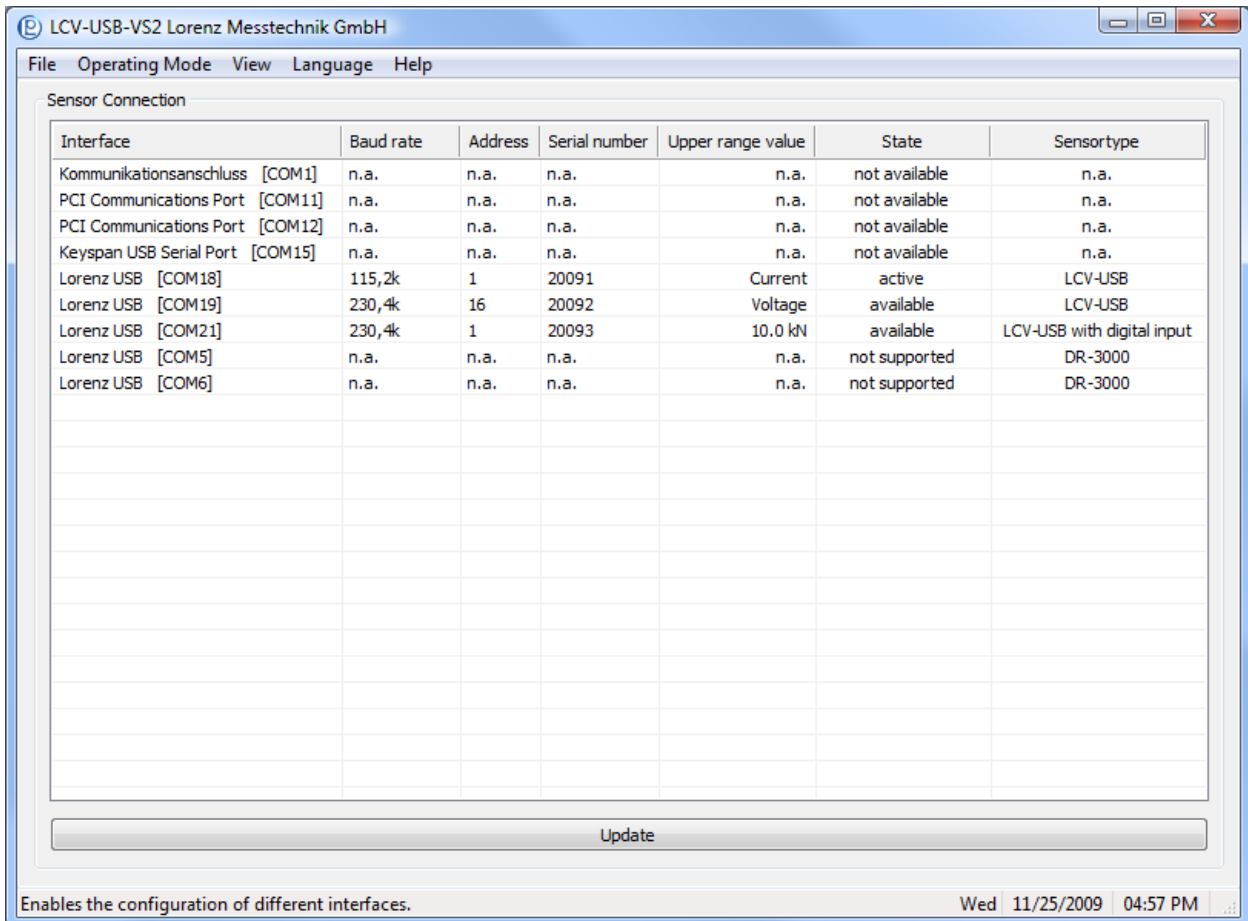 LCV-USB-VS2 Lorenz Messtechnik GmbH
File Operating Mode View Language Help
Sensor Connection
Interface Baud rate Address Serial number Upper range value State Sensortype
Kommunikationsanschluss [COM1] n.a. n.a. n.a. n.a. not available n.a.
PCI Communications Port [COM11] n.a. n.a. n.a. n.a. not available n.a.
PCI Communications Port [COM12] n.a. n.a. n.a. n.a. not available n.a.
Keyspan USB Serial Port [COM15] n.a. n.a. n.a. n.a. not available n.a.
Lorenz USB [COM18] 115,2k 1 20091 Current active LCV-USB
Lorenz USB [COM19] 230,4k 16 20092 Voltage available LCV-USB
Lorenz USB [COM21] 230,4k 1 20093 10.0 kN available LCV-USB with digital input
Lorenz USB [COM5] n.a. n.a. n.a. n.a. not supported DR-3000
Lorenz USB [COM6] n.a. n.a. n.a. n.a. not supported DR-3000
Update
Enables the configuration of different interfaces. Wed 11/25/2009 04:57 PM